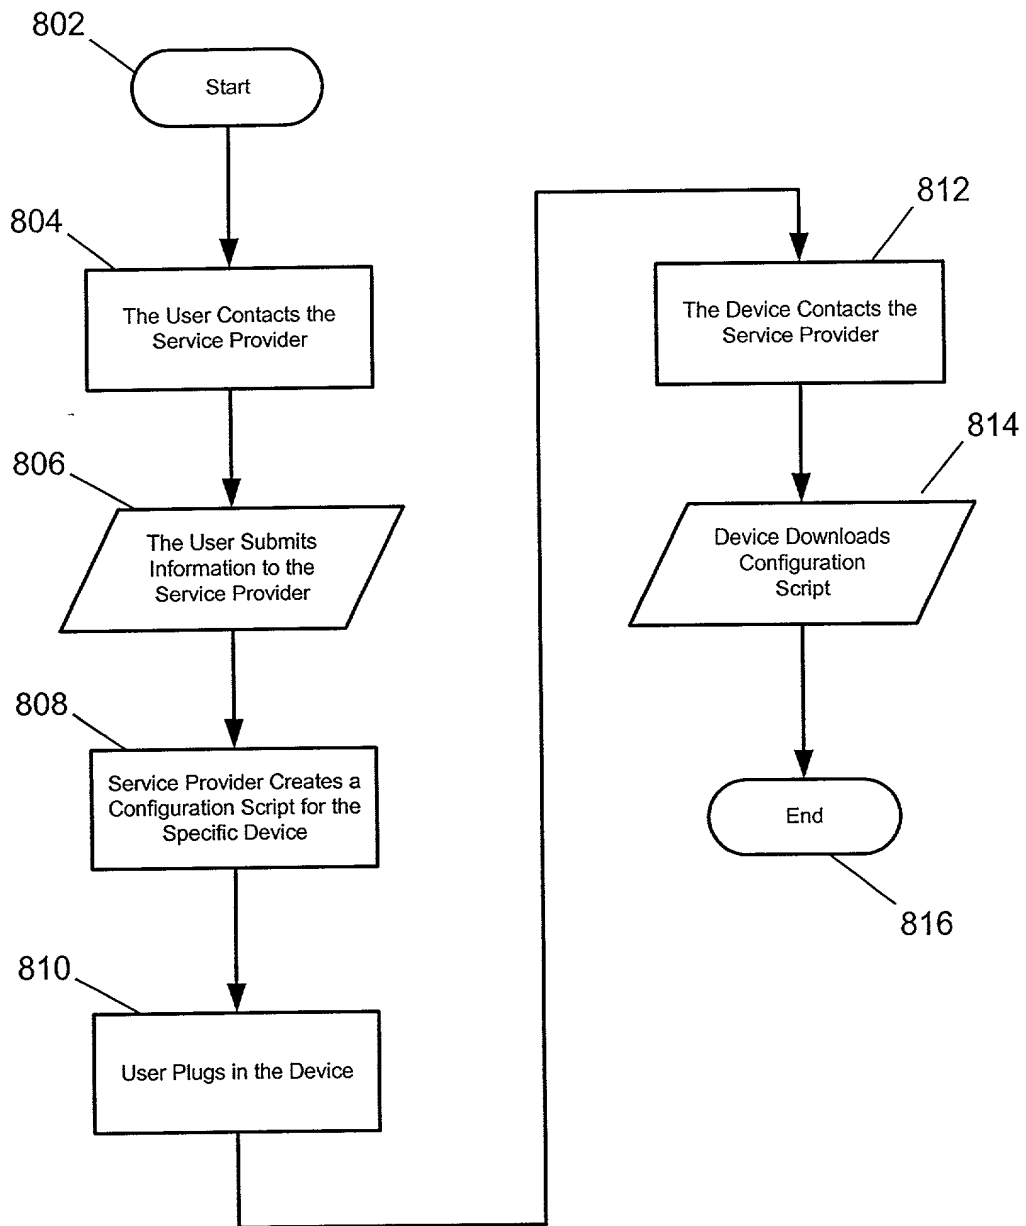 802
Start
804
The User Contacts the
Service Provider
806
The User Submits
Information to the
Service Provider
808
Service Provider Creates a
Configuration Script for the
Specific Device
810
User Plugs in the Device
812
The Device Contacts the
Service Provider
814
Device Downloads
Configuration
Script
End
816